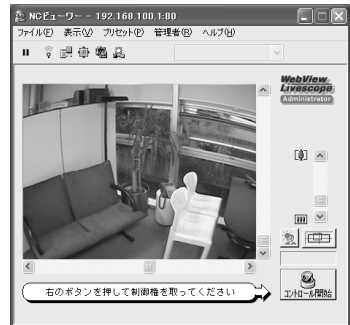 NCビューワー - 192.168.100.1:80
ファイル(F) 表示(V) プリセット(P) 管理者(R) ヘルプ(H)
WebView
Livescope
Administrator
右のボタンを押して制御権を取ってください
コントロール開始